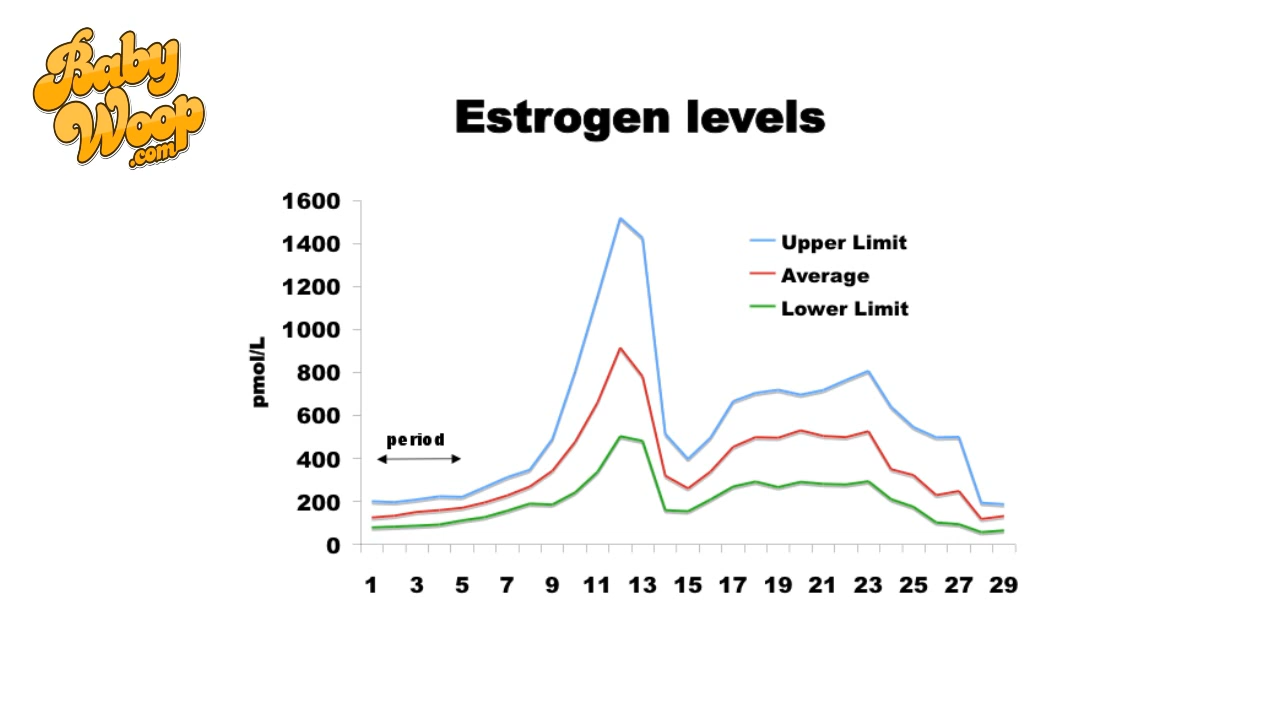 Baby
Woop
.com
Estrogen levels
1600
1400
1200
1000
800
600
400
200
0
pmol/L
period
Upper Limit
Average
Lower Limit
1 3 5 7 9 11 13 15 17 19 21 23 25 27 29